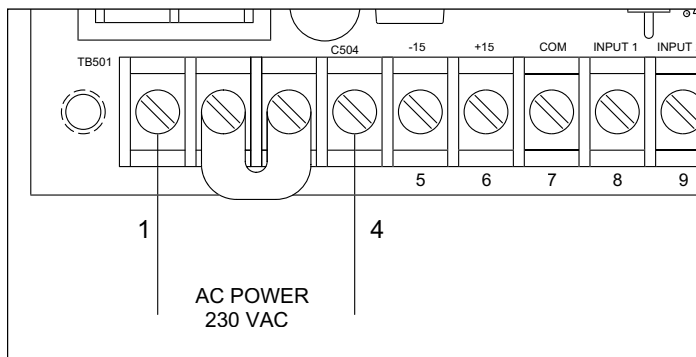 TB501
C504
-15
+15
COM
INPUT 1
INPUT
5
6
7
8
9
1
4
AC POWER
230 VAC